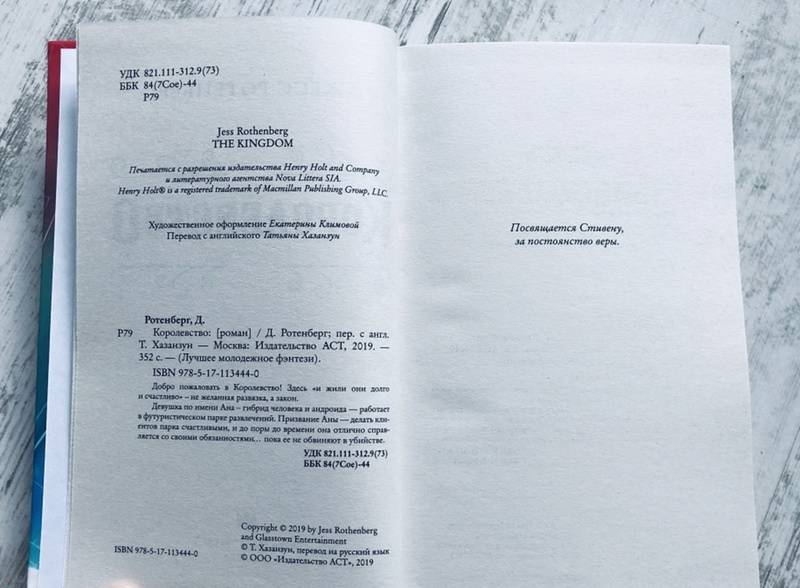 УДК 821.111-312.9(73)
ББК 84(7Сое)-44
Р79
Jess Rothenberg
THE KINGDOM
Печатается с разрешения издательства Henry Holt and Company
и литературного агентства Nova Littera SIA.
Henry Holt® is a registered trademark of Macmillan Publishing Group, LLC.
Художественное оформление Екатерины Климовой
Перевод с английского Татьяны Хазанзун
Ротенберг, Д.
Р79 Королевство: [роман] / Д. Ротенберг; пер. с англ.
Т. Хазанзун — Москва: Издательство АСТ, 2019. —
352 с. — (Лучшее молодежное фэнтези).
ISBN 978-5-17-113444-0
Добро пожаловать в Королевство! Здесь «и жили они долго
и счастливо» – не желанная развязка, а закон.
Девушка по имени Ана – гибрид человека и андроида — работает
в футуристическом парке развлечений. Призвание Аны — делать кли-
ентов парка счастливыми, и до поры до времени она отлично справ-
ляется со своими обязанностями... пока ее не обвиняют в убийстве.
УДК 821.111-312.9(73)
ББК 84(7Сое)-44
Copyright © 2019 by Jess Rothenberg
and Glasstown Entertainment
© Т. Хазанзун, перевод на русский язык
ISBN 978-5-17-113444-0 © ООО «Издательство АСТ», 2019
Посвящается Стивену,
за постоянство веры.